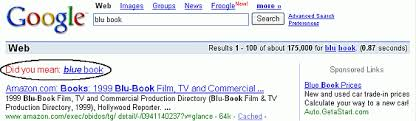 Google
Web Images Groups News Froogle New! more »
blu book Search Advanced Search
Preferences
Web Results 1 - 100 of about 175,000 for blu book. (0.87 seconds)
Did you mean: blue book
Sponsored Links
Amazon.com: Books: 1999 Blu-Book Film, TV and Commercial ...
1999 Blu-Book Film, TV and Commercial Production Directory (Blu-Book Film & TV
Production Directory, 1999), Hollywood Reporter. ...
www.amazon.com/exec/obidos/tg/ detail/-/0941140237?v=glance - 64k - Cached -
Blue Book Prices
New and used car trade-in prices
Calculate your way to a new car!
Auto.GetaStart.com